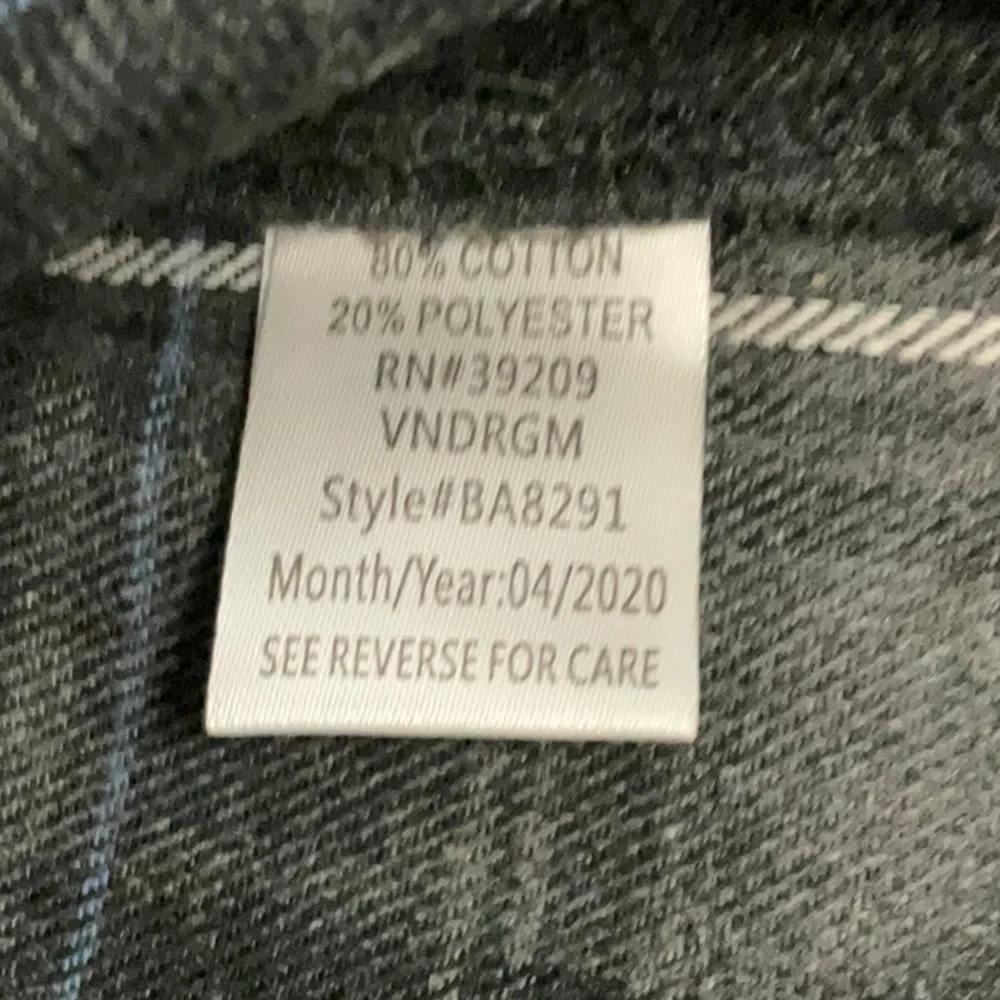 80% COTTON
20% POLYESTER
RN#39209
VNDRGM
Style#BA8291
Month/Year:04/2020
SEE REVERSE FOR CARE